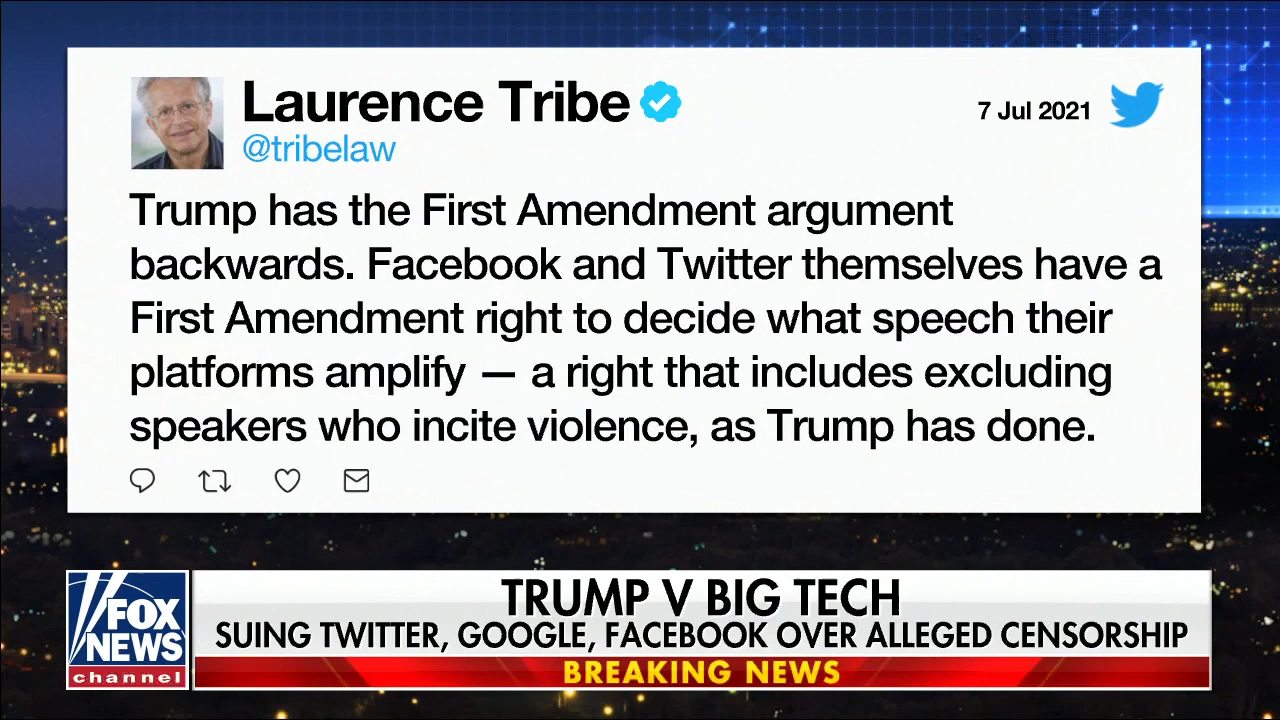 Laurence Tribe
@tribelaw
7 Jul 2021
Trump has the First Amendment argument
backwards. Facebook and Twitter themselves have a
First Amendment right to decide what speech their
platforms amplify — a right that includes excluding
speakers who incite violence, as Trump has done.
FOX
NEWS
channel
TRUMP V BIG TECH
SUING TWITTER, GOOGLE, FACEBOOK OVER ALLEGED CENSORSHIP
BREAKING NEWS